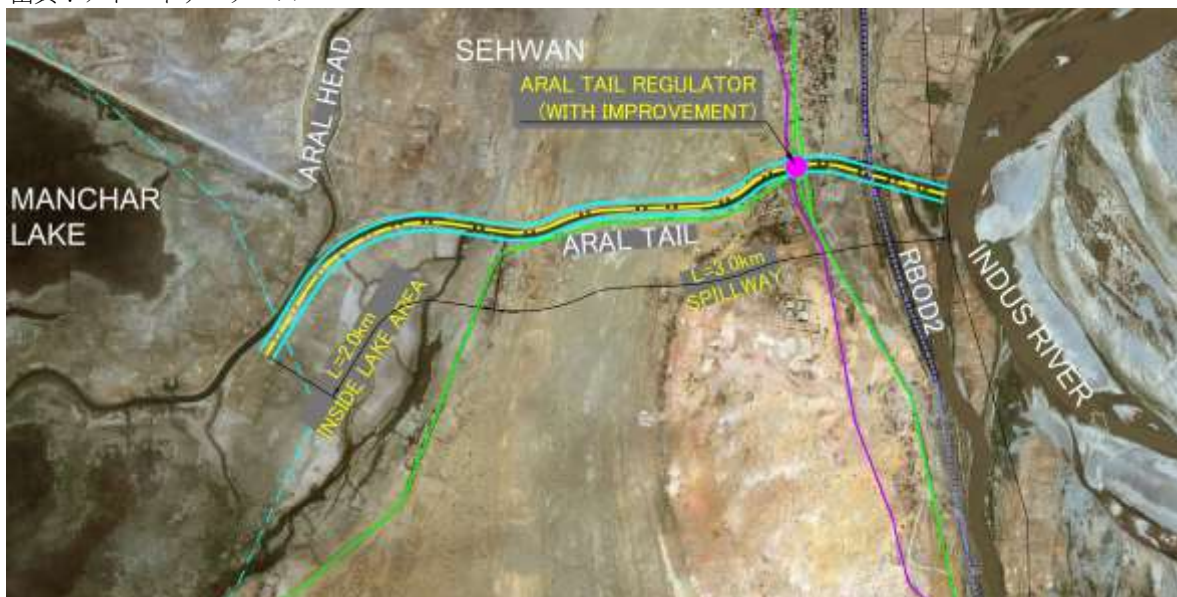 SEHWAN
ARAL HEAD
ARAL TAIL REGULATOR
(WITH IMPROVEMENT)
MANCHAR
LAKE
ARAL TAIL
L=3.0km
SPILLWAY
L=2.0km
INSIDE LAKE AREA
RBOD2
INDUS RIVER